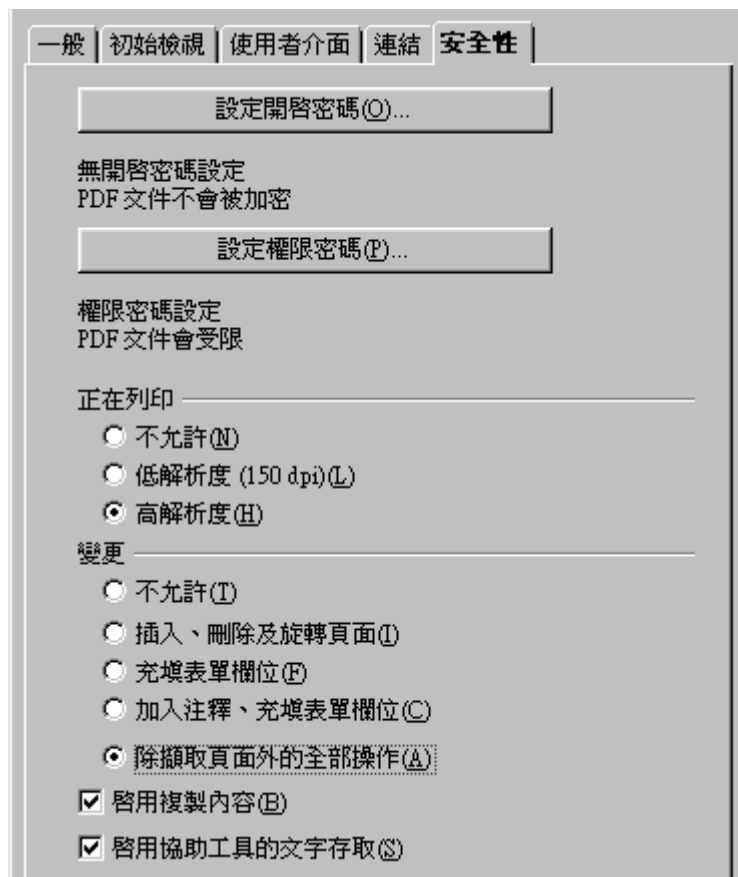 一般 初始檢視 使用者介面 連結 安全性
設定開啓密碼(O)...
無開啓密碼設定
PDF 文件不會被加密
設定權限密碼(P)...
權限密碼設定
PDF 文件會受限
正在列印
不允許(N)
低解析度 (150 dpi)(L)
高解析度(H)
變更
不允許(T)
插入、刪除及旋轉頁面(I)
充塡表單欄位(F)
加入注釋、充塡表單欄位(C)
除擷取頁面外的全部操作(A)
啓用複製內容(B)
啓用協助工具的文字存取(S)